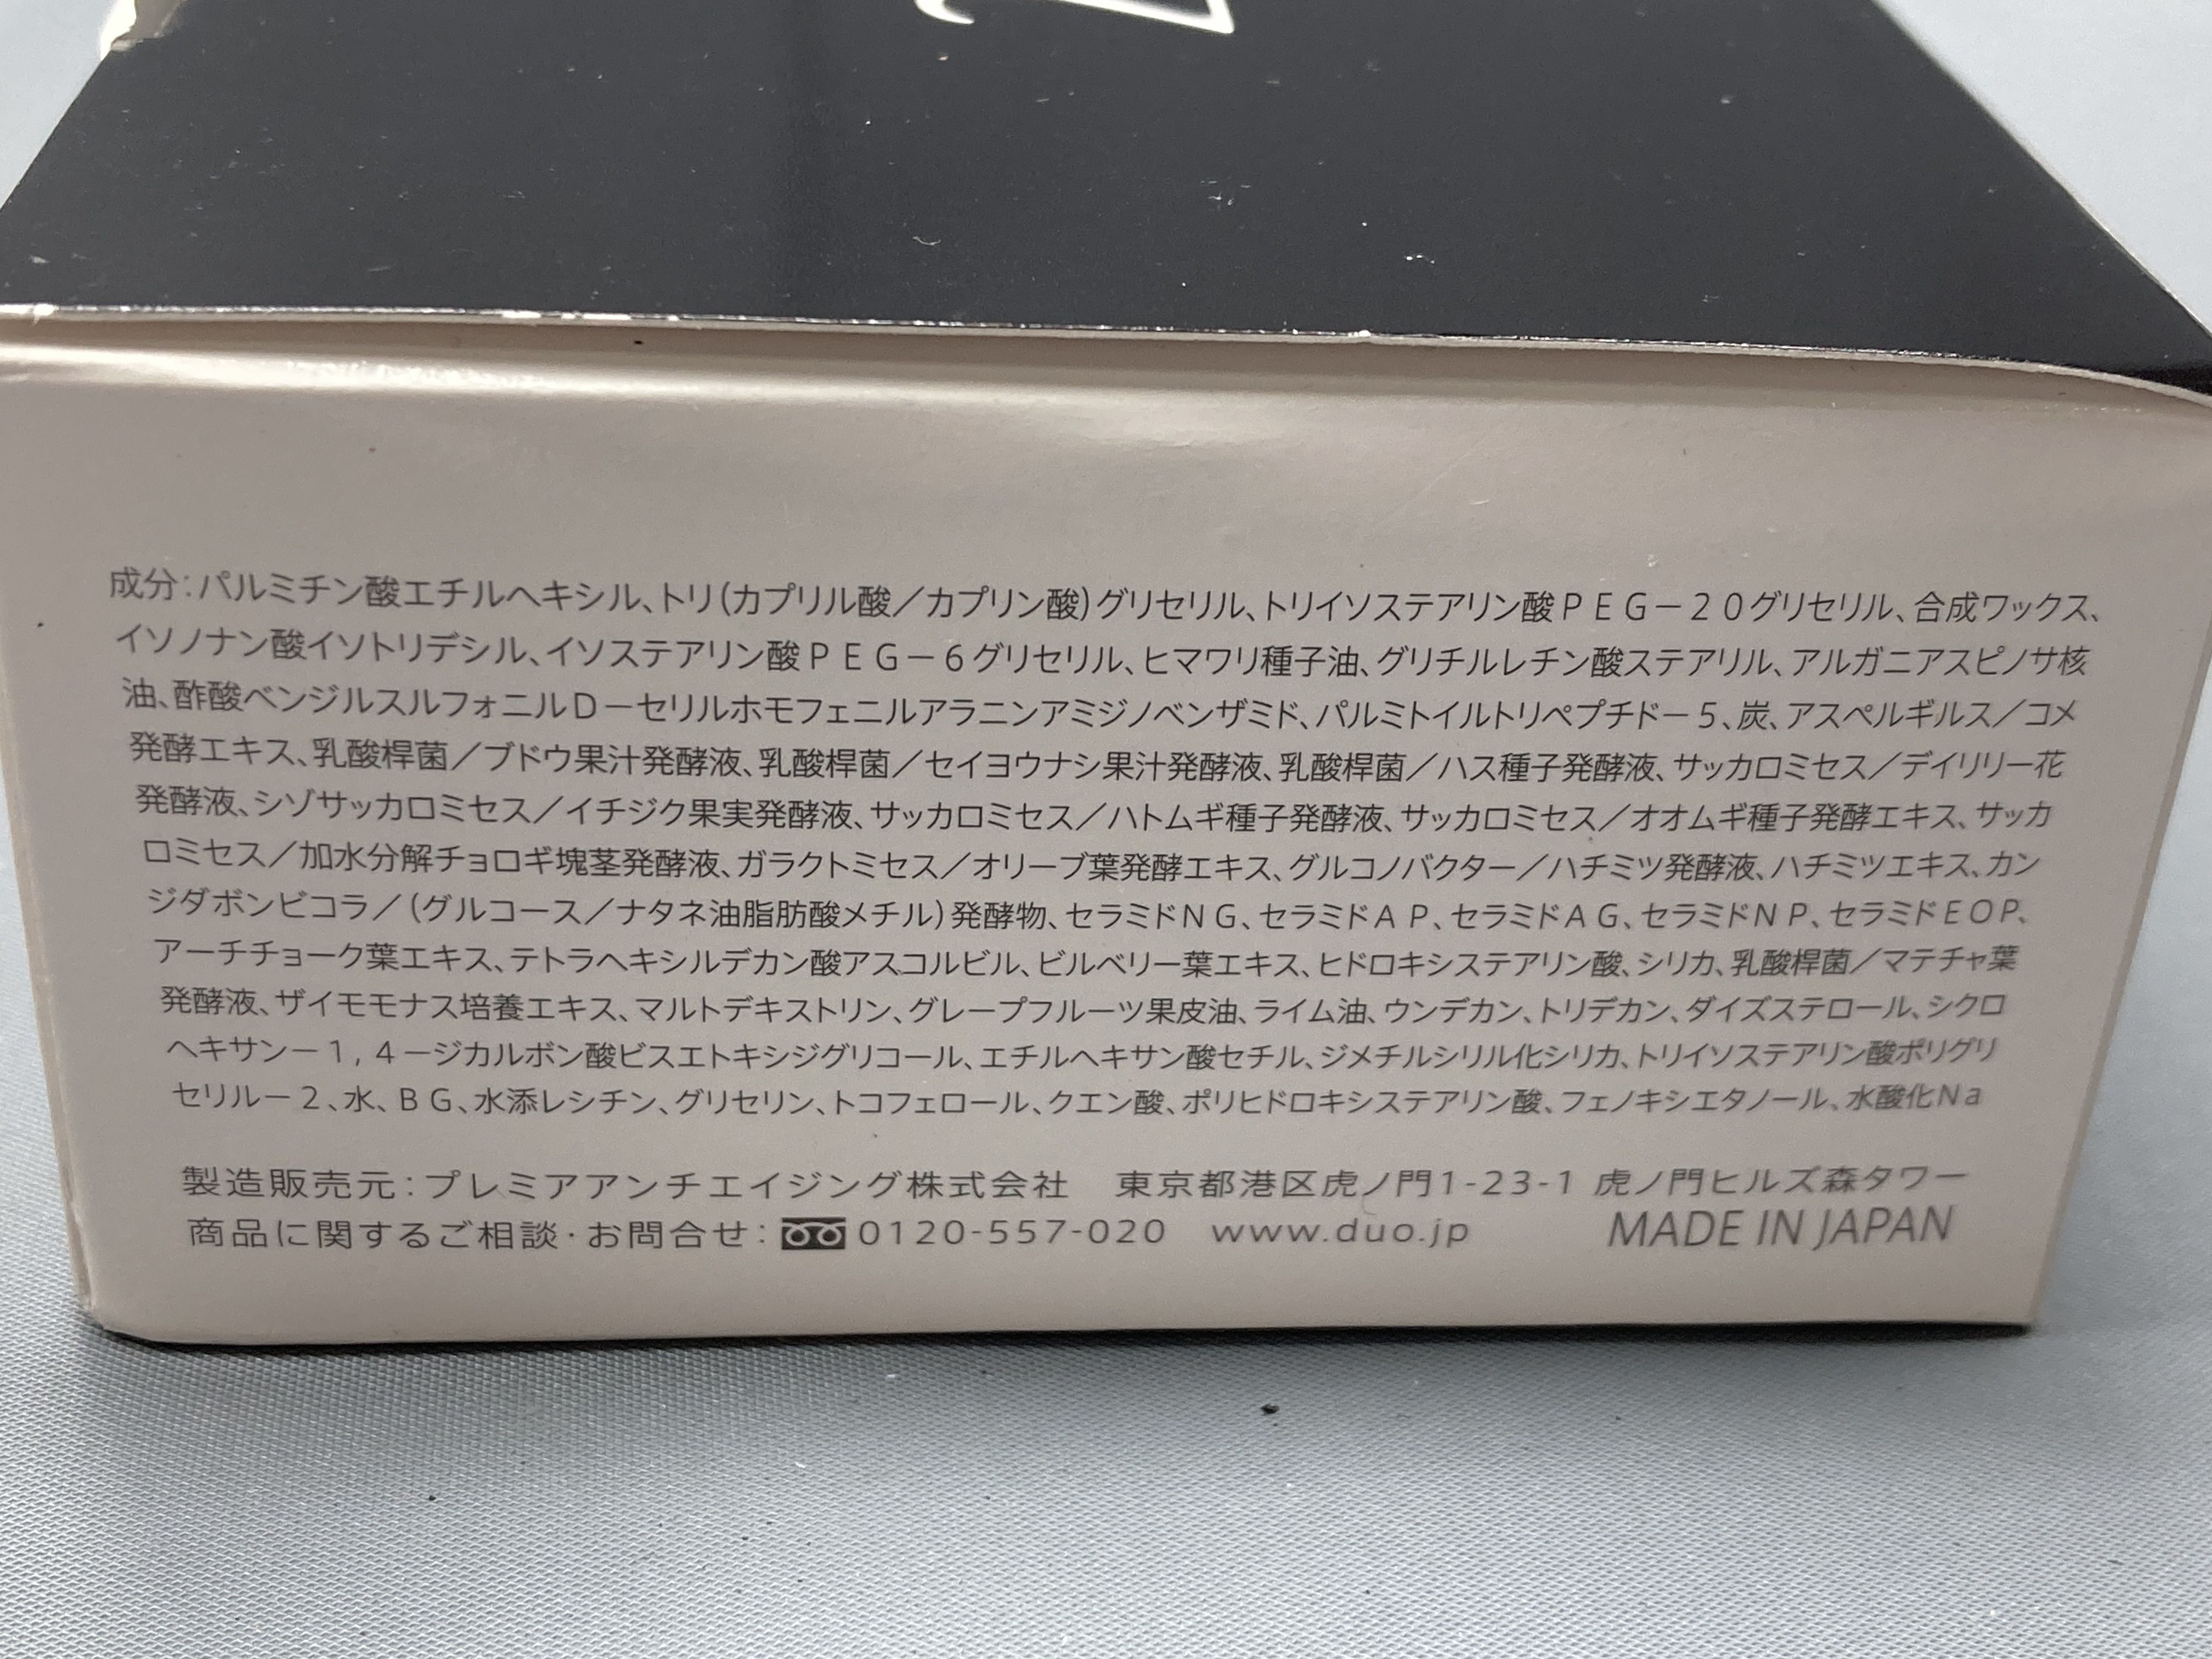 成分：パルミチン酸エチルヘキシル、トリ（カプリル酸／カプリン酸）グリセリル、トリイソステアリン酸ＰＥＧ－２０グリセリル、合成ワックス、
イソノナン酸イソトリデシル、イソステアリン酸ＰＥＧ－６グリセリル、ヒマワリ種子油、グリチルレチン酸ステアリル、アルガニアスピノサ核
油、酢酸ベンジルスルフォニルＤ－セリルホモフェニルアラニンアミジノベンザミド、パルミトイルトリペプチド－５、炭、アスペルギルス／コメ
発酵エキス、乳酸桿菌／ブドウ果汁発酵液、乳酸桿菌／セイヨウナシ果汁発酵液、乳酸桿菌／ハス種子発酵液、サッカロミセス／デイリリー花
発酵液、シゾサッカロミセス／イチジク果実発酵液、サッカロミセス／ハトムギ種子発酵液、サッカロミセス／オオムギ種子発酵エキス、サッカ
ロミセス／加水分解チョロギ塊茎発酵液、ガラクトミセス／オリーブ葉発酵エキス、グルコノバクター／ハチミツ発酵液、ハチミツエキス、カン
ジダボンビコラ／（グルコース／ナタネ油脂肪酸メチル）発酵物、セラミドＮＧ、セラミドＡＰ、セラミドＡＧ、セラミドＮＰ、セラミドＥＯＰ、
アーチチョーク葉エキス、テトラヘキシルデカン酸アスコルビル、ビルベリー葉エキス、ヒドロキシステアリン酸、シリカ、乳酸桿菌／マテチャ葉
発酵液、ザイモモナス培養エキス、マルトデキストリン、グレープフルーツ果皮油、ライム油、ウンデカン、トリデカン、ダイズステロール、シクロ
ヘキサン－１，４－ジカルボン酸ビスエトキシジグリコール、エチルヘキサン酸セチル、ジメチルシリル化シリカ、トリイソステアリン酸ポリグリ
セリル－２、水、ＢＧ、水添レシチン、グリセリン、トコフェロール、クエン酸、ポリヒドロキシステアリン酸、フェノキシエタノール、水酸化Ｎａ
製造販売元：プレミアアンチエイジング株式会社　東京都港区虎ノ門1-23-1 虎ノ門ヒルズ森タワー
商品に関するご相談・お問合せ：0120-557-020　www.duo.jp　MADE IN JAPAN